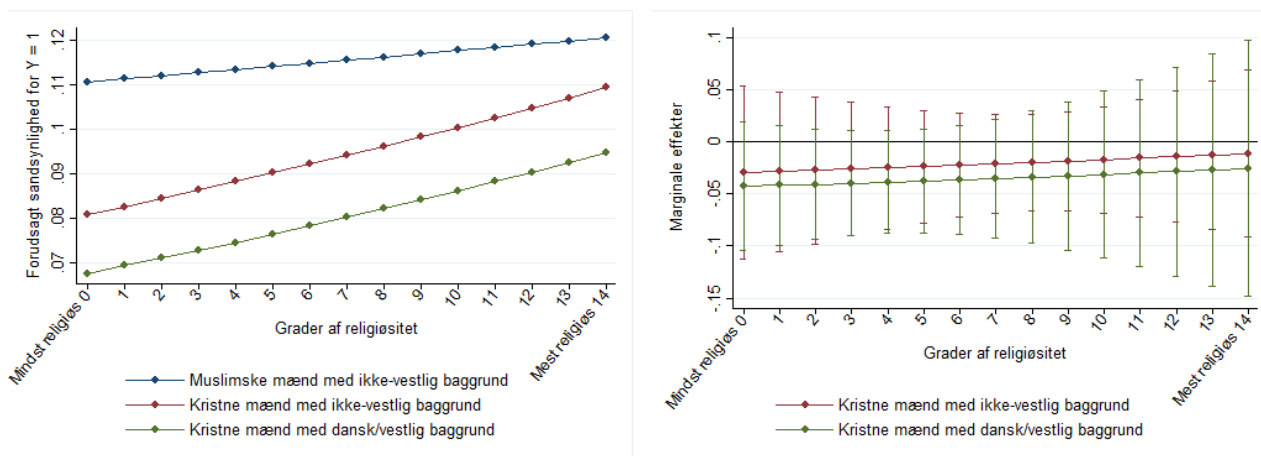 Forudsagt sandsynlighed for Y = 1
.12
.11
.1
.09
.08
.07
Mindst religiøs 0
1
2
3
4
5
6
7
8
9
10
11
12
13
Mest religiøs 14
Grader af religiøsitet
Muslimske mænd med ikke-vestlig baggrund
Kristne mænd med ikke-vestlig baggrund
Kristne mænd med dansk/vestlig baggrund
Marginale effekter
.1
.05
0
-.05
-.1
-.15
Mindst religiøs 0
1
2
3
4
5
6
7
8
9
10
11
12
13
Mest religiøs 14
Grader af religiøsitet
Kristne mænd med ikke-vestlig baggrund
Kristne mænd med dansk/vestlig baggrund